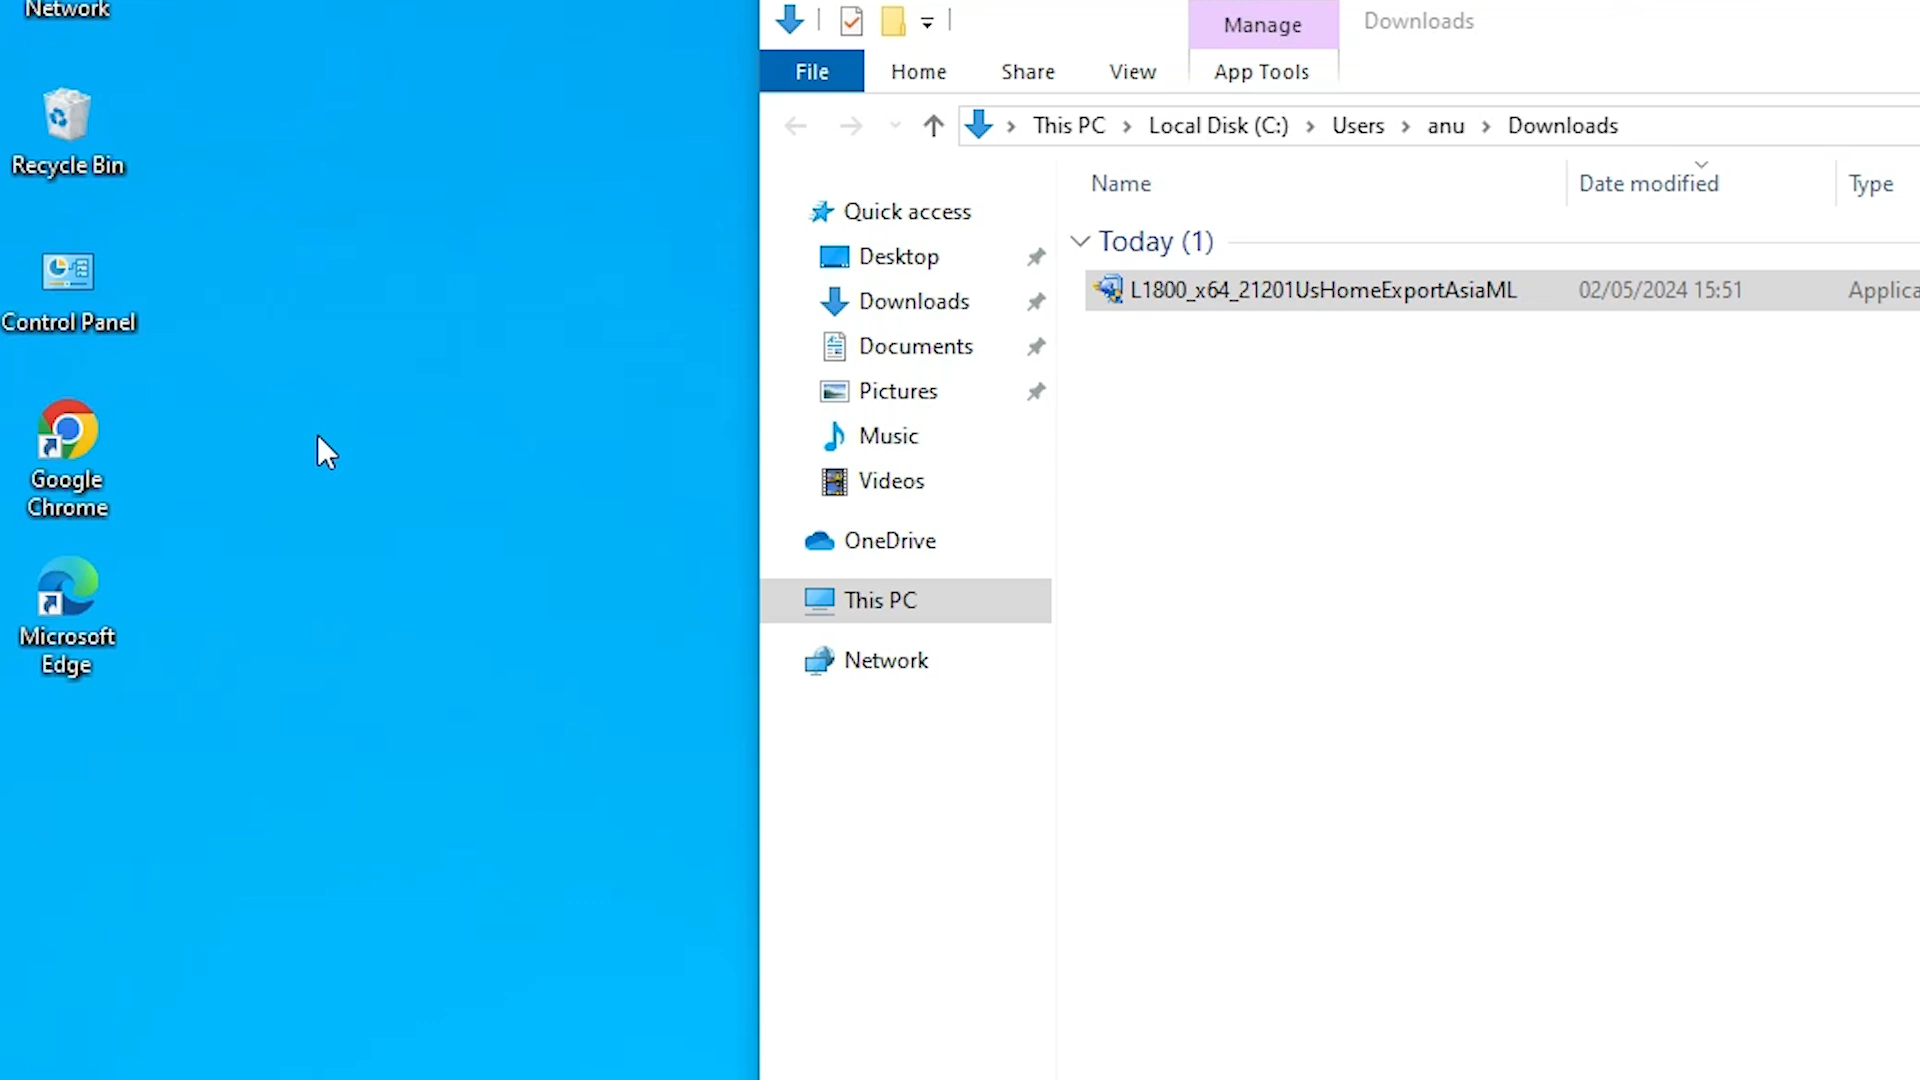 Network
Recycle Bin
Control Panel
Google
Chrome
Microsoft
Edge
Manage
Downloads
File
Home
Share
View
App Tools
This PC
Local Disk (C:)
Users
anu
Downloads
Quick access
Desktop
Downloads
Documents
Pictures
Music
Videos
OneDrive
This PC
Network
Name
Date modified
Type
Today (1)
L1800_x64_21201UsHomeExportAsiaML
02/05/2024 15:51
Applica